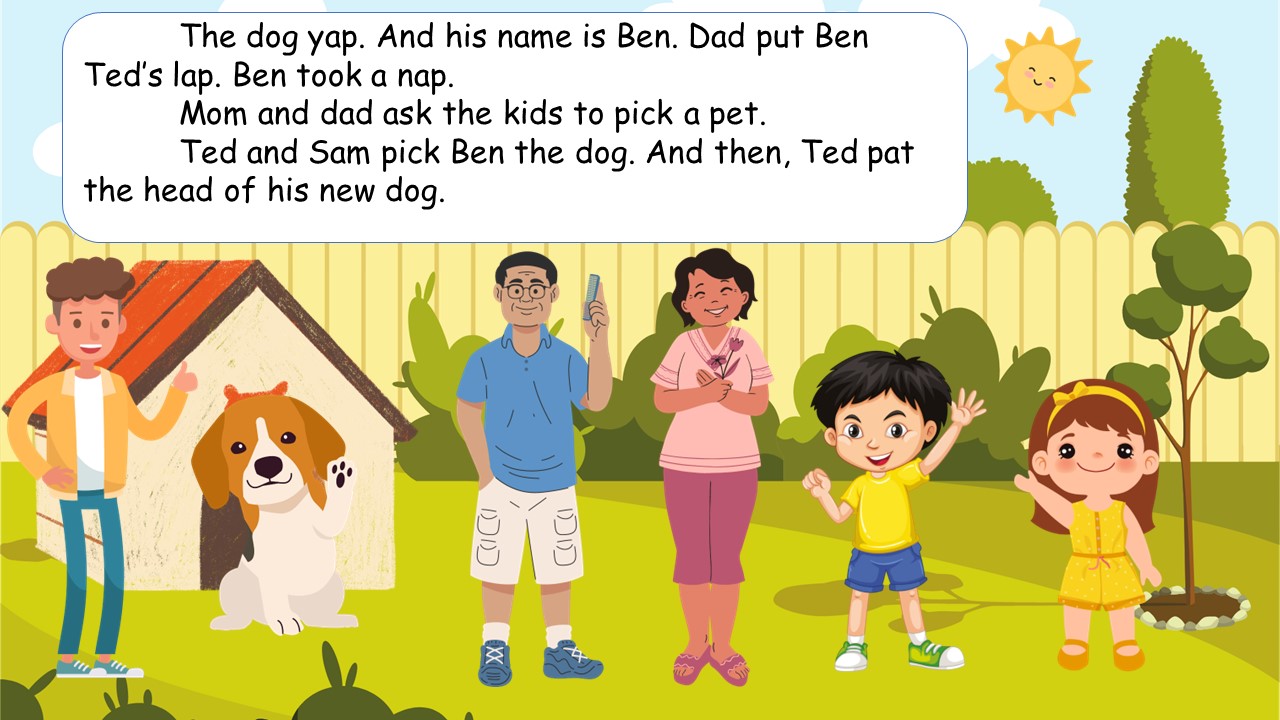 The dog yap. And his name is Ben. Dad put Ben
Ted's lap. Ben took a nap.
Mom and dad ask the kids to pick a pet.
Ted and Sam pick Ben the dog. And then, Ted pat
the head of his new dog.